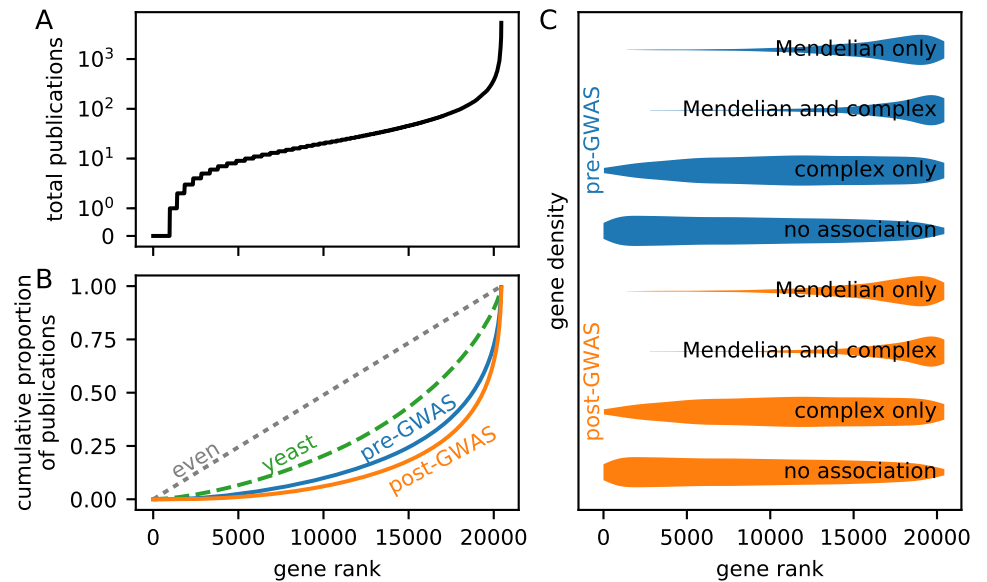 A
total publications
10³
10²
10¹
10⁰
0
B
cumulative proportion
of publications
1.00
0.75
0.50
0.25
0.00
even
yeast
pre-GWAS
post-GWAS
0 5000 10000 15000 20000
gene rank
C
gene density
pre-GWAS
Mendelian only
Mendelian and complex
complex only
no association
post-GWAS
Mendelian only
Mendelian and complex
complex only
no association
0 5000 10000 15000 20000
gene rank